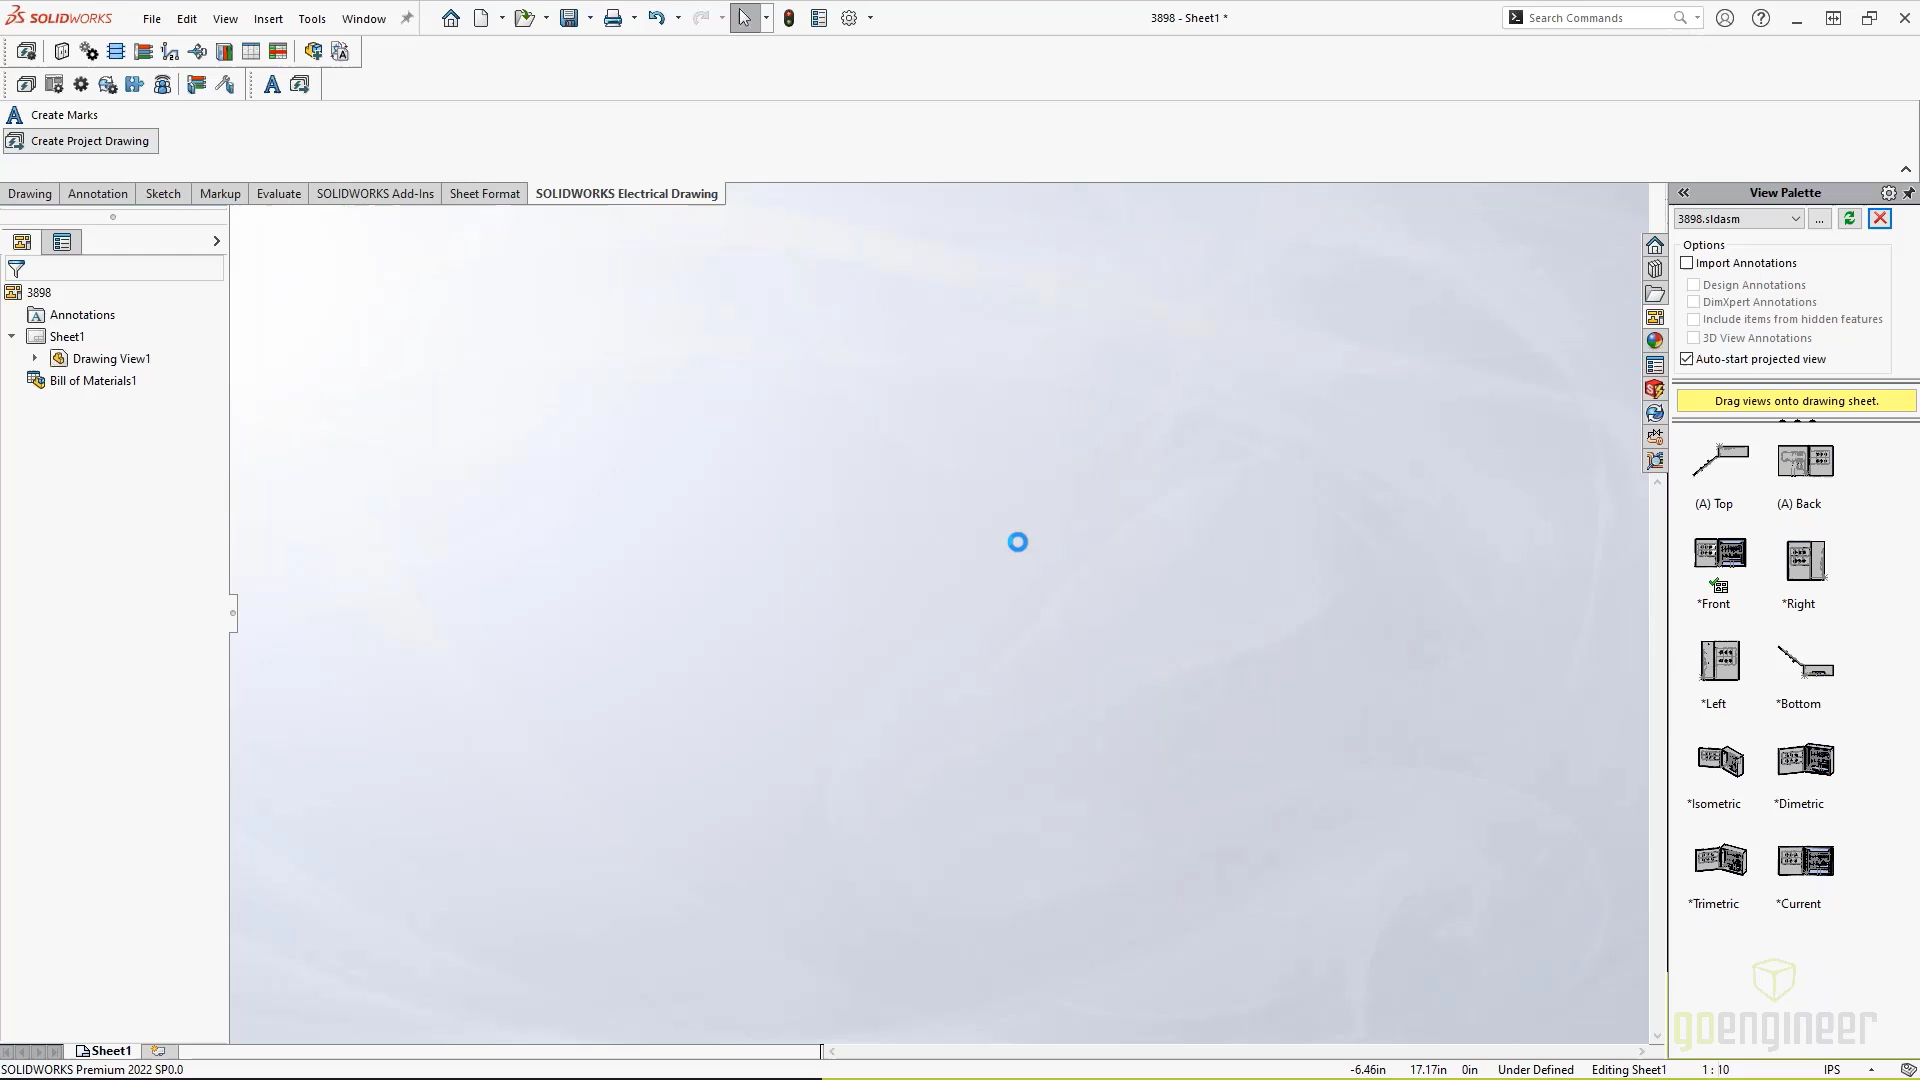 SOLIDWORKS File Edit View Insert Tools Window 3898 - Sheet1 * Search Commands
Create Marks
Create Project Drawing
Drawing Annotation Sketch Markup Evaluate SOLIDWORKS Add-Ins Sheet Format SOLIDWORKS Electrical Drawing
3898
Annotations
Sheet1
Drawing View1
Bill of Materials1
View Palette
3898.sldasm ...
Options
Import Annotations
Design Annotations
DimXpert Annotations
Include items from hidden features
3D View Annotations
Auto-start projected view
Drag views onto drawing sheet.
(A) Top (A) Back
*Front *Right
*Left *Bottom
*Isometric *Dimetric
*Trimetric *Current
goengineer
Sheet1
SOLIDWORKS Premium 2022 SP0.0 -6.46in 17.17in 0in Under Defined Editing Sheet1 1 : 10 IPS